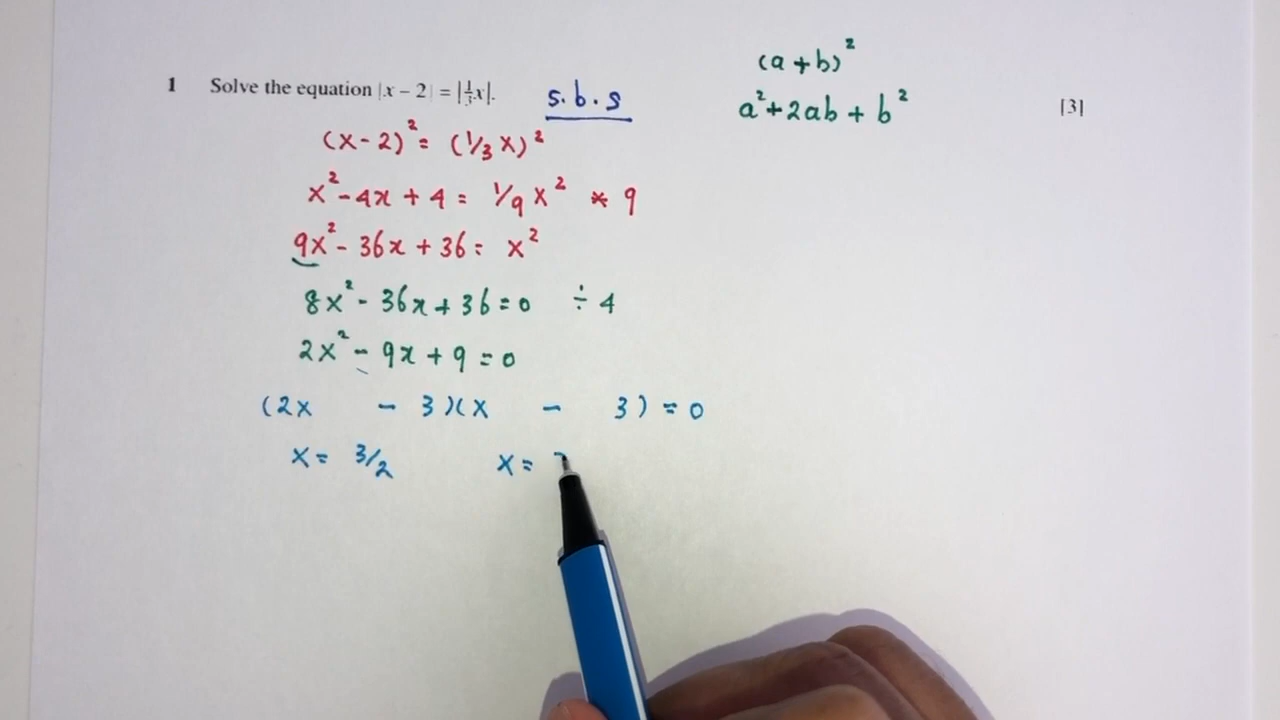 1 Solve the equation |x − 2| = |⅓x|. [3]
s.b.s
(a+b)²
a²+2ab+b²
(x-2)² = (1/3 x)²
x²-4x+4 = 1/9 x² * 9
9x²-36x+36 = x²
8x²-36x+36=0 ÷4
2x²-9x+9=0
(2x - 3)(x - 3) = 0
x = 3/2 x =